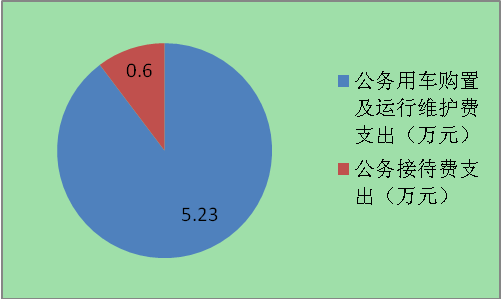 0.6
5.23
公务用车购置
及运行维护费
支出（万元）
公务接待费支
出（万元）